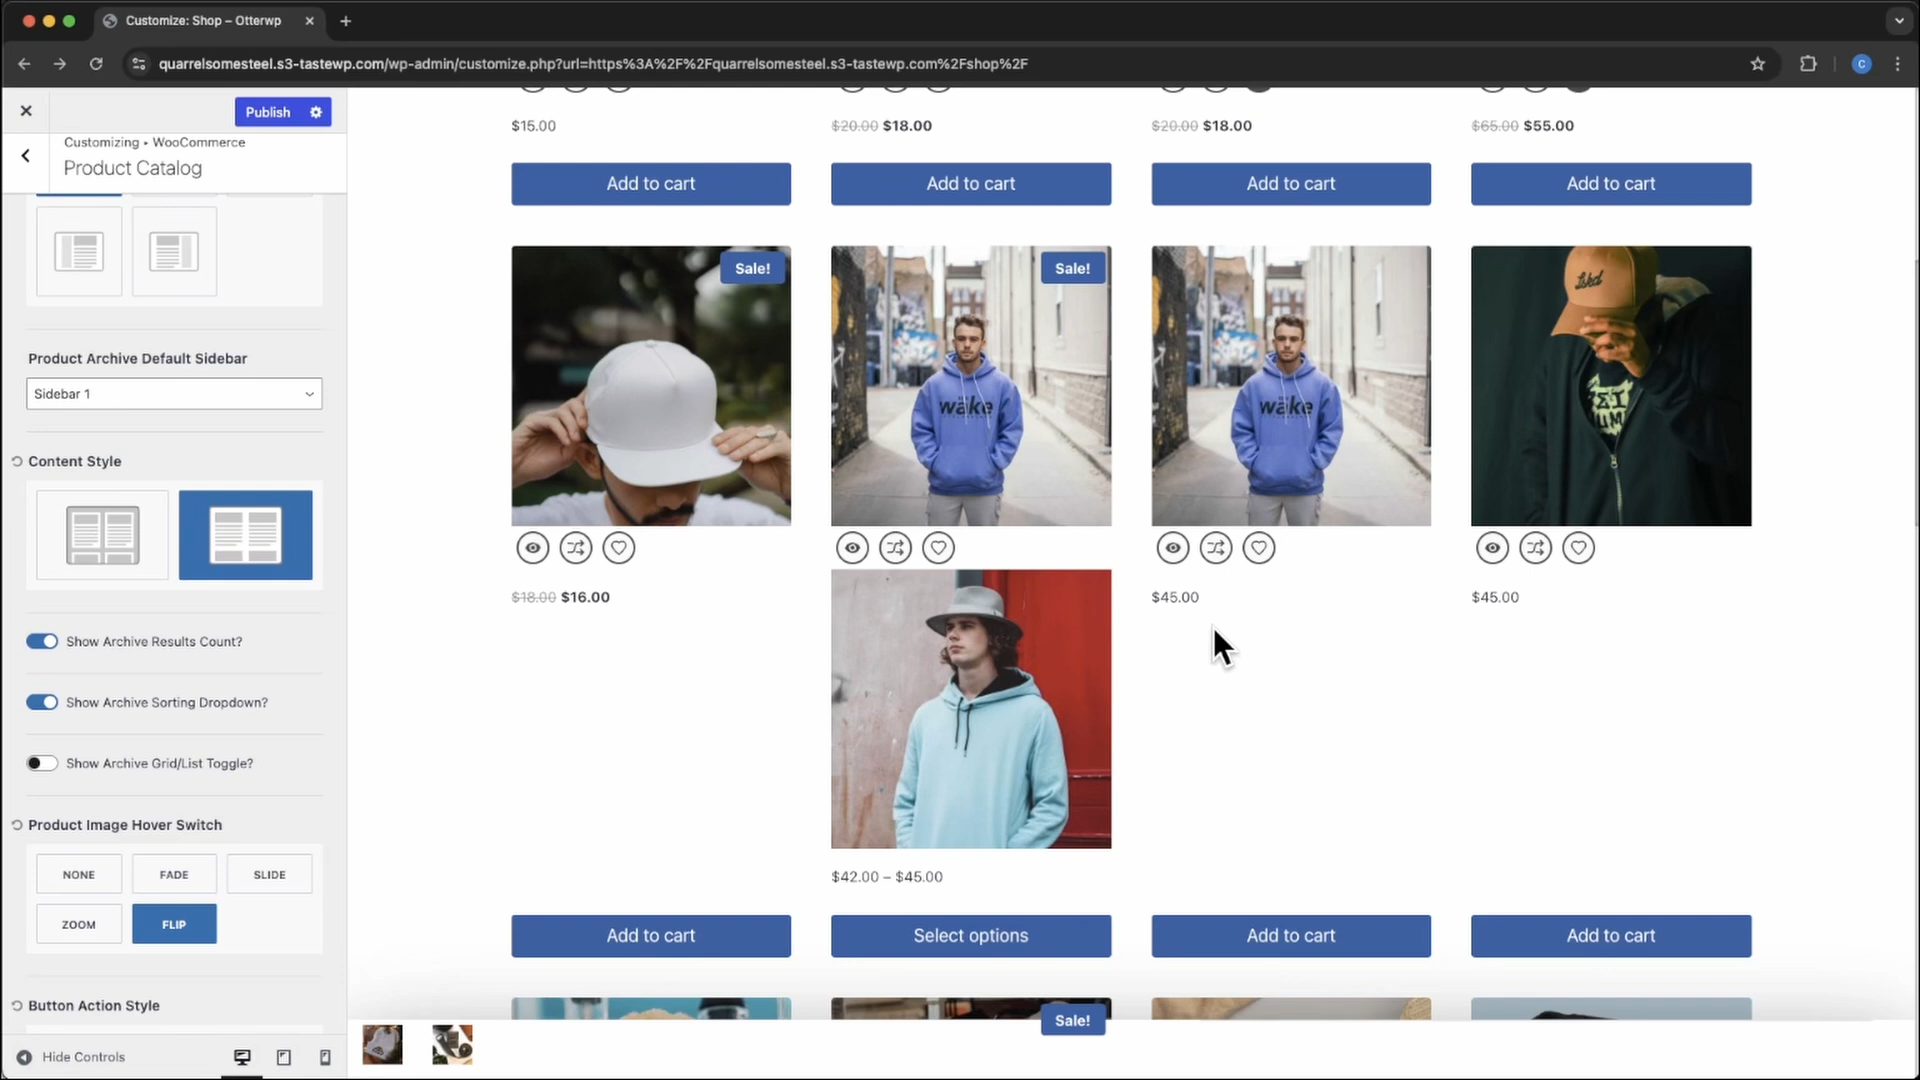 Customize: Shop – Otterwp
quarrelsomesteel.s3-tastewp.com/wp-admin/customize.php?url=https%3A%2F%2Fquarrelsomesteel.s3-tastewp.com%2Fshop%2F
C
Publish
Customizing • WooCommerce
Product Catalog
Product Archive Default Sidebar
Sidebar 1
Content Style
Show Archive Results Count?
Show Archive Sorting Dropdown?
Show Archive Grid/List Toggle?
Product Image Hover Switch
NONE FADE SLIDE
ZOOM FLIP
Button Action Style
Hide Controls
$15.00 $20.00 $18.00 $20.00 $18.00 $65.00 $55.00
Add to cart Add to cart Add to cart Add to cart
Sale! Sale!
wake wake
$18.00 $16.00 $45.00 $45.00
$42.00 – $45.00
Add to cart Select options Add to cart Add to cart
Sale!